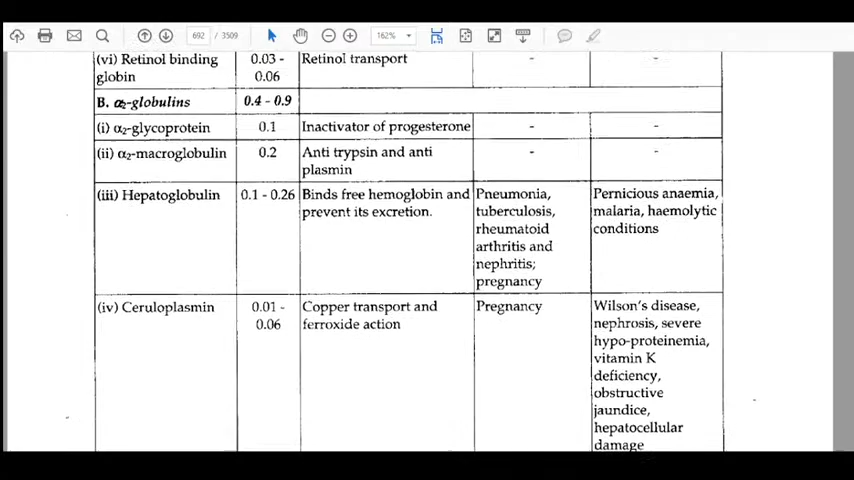 692 / 3509
162%
(vi) Retinol binding globin 0.03 - 0.06 Retinol transport - -
B. α2-globulins 0.4 - 0.9
(i) α2-glycoprotein 0.1 Inactivator of progesterone - -
(ii) α2-macroglobulin 0.2 Anti trypsin and anti plasmin - -
(iii) Hepatoglobulin 0.1 - 0.26 Binds free hemoglobin and Pneumonia, Pernicious anaemia,
prevent its excretion. tuberculosis, malaria, haemolytic
rheumatoid conditions
arthritis and
nephritis;
pregnancy
(iv) Ceruloplasmin 0.01 - Copper transport and Pregnancy Wilson's disease,
0.06 ferroxide action nephrosis, severe
hypo-proteinemia,
vitamin K
deficiency,
obstructive
jaundice,
hepatocellular
damage